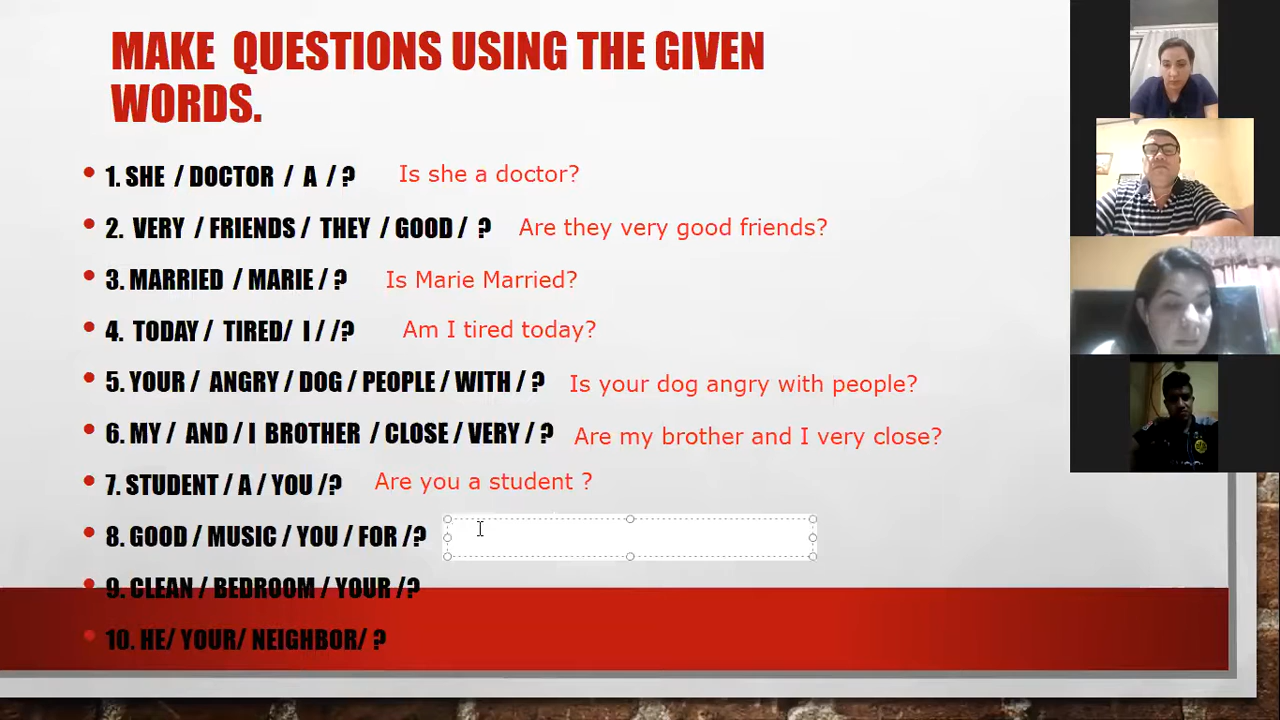 MAKE QUESTIONS USING THE GIVEN
WORDS.
1. SHE / DOCTOR / A / ? Is she a doctor?
2. VERY / FRIENDS / THEY / GOOD / ? Are they very good friends?
3. MARRIED / MARIE / ? Is Marie Married?
4. TODAY / TIRED/ I / /? Am I tired today?
5. YOUR / ANGRY / DOG / PEOPLE / WITH / ? Is your dog angry with people?
6. MY / AND / I BROTHER / CLOSE / VERY / ? Are my brother and I very close?
7. STUDENT / A / YOU /? Are you a student ?
8. GOOD / MUSIC / YOU / FOR /?
9. CLEAN / BEDROOM / YOUR /?
10. HE/ YOUR/ NEIGHBOR/ ?